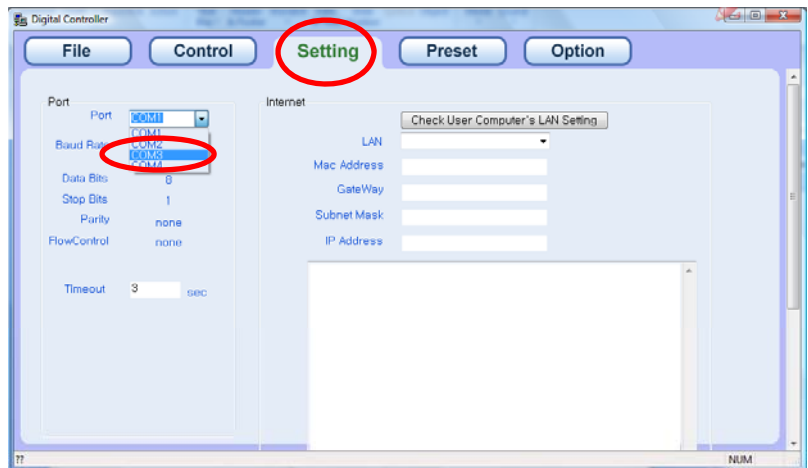 Digital Controller
File Control Setting Preset Option
Port
Port COM1
COM1
Baud Rate COM2
COM3
COM4
Data Bits 8
Stop Bits 1
Parity none
FlowControl none
Timeout 3 sec
Internet
Check User Computer's LAN Setting
LAN
Mac Address
GateWay
Subnet Mask
IP Address
??
NUM